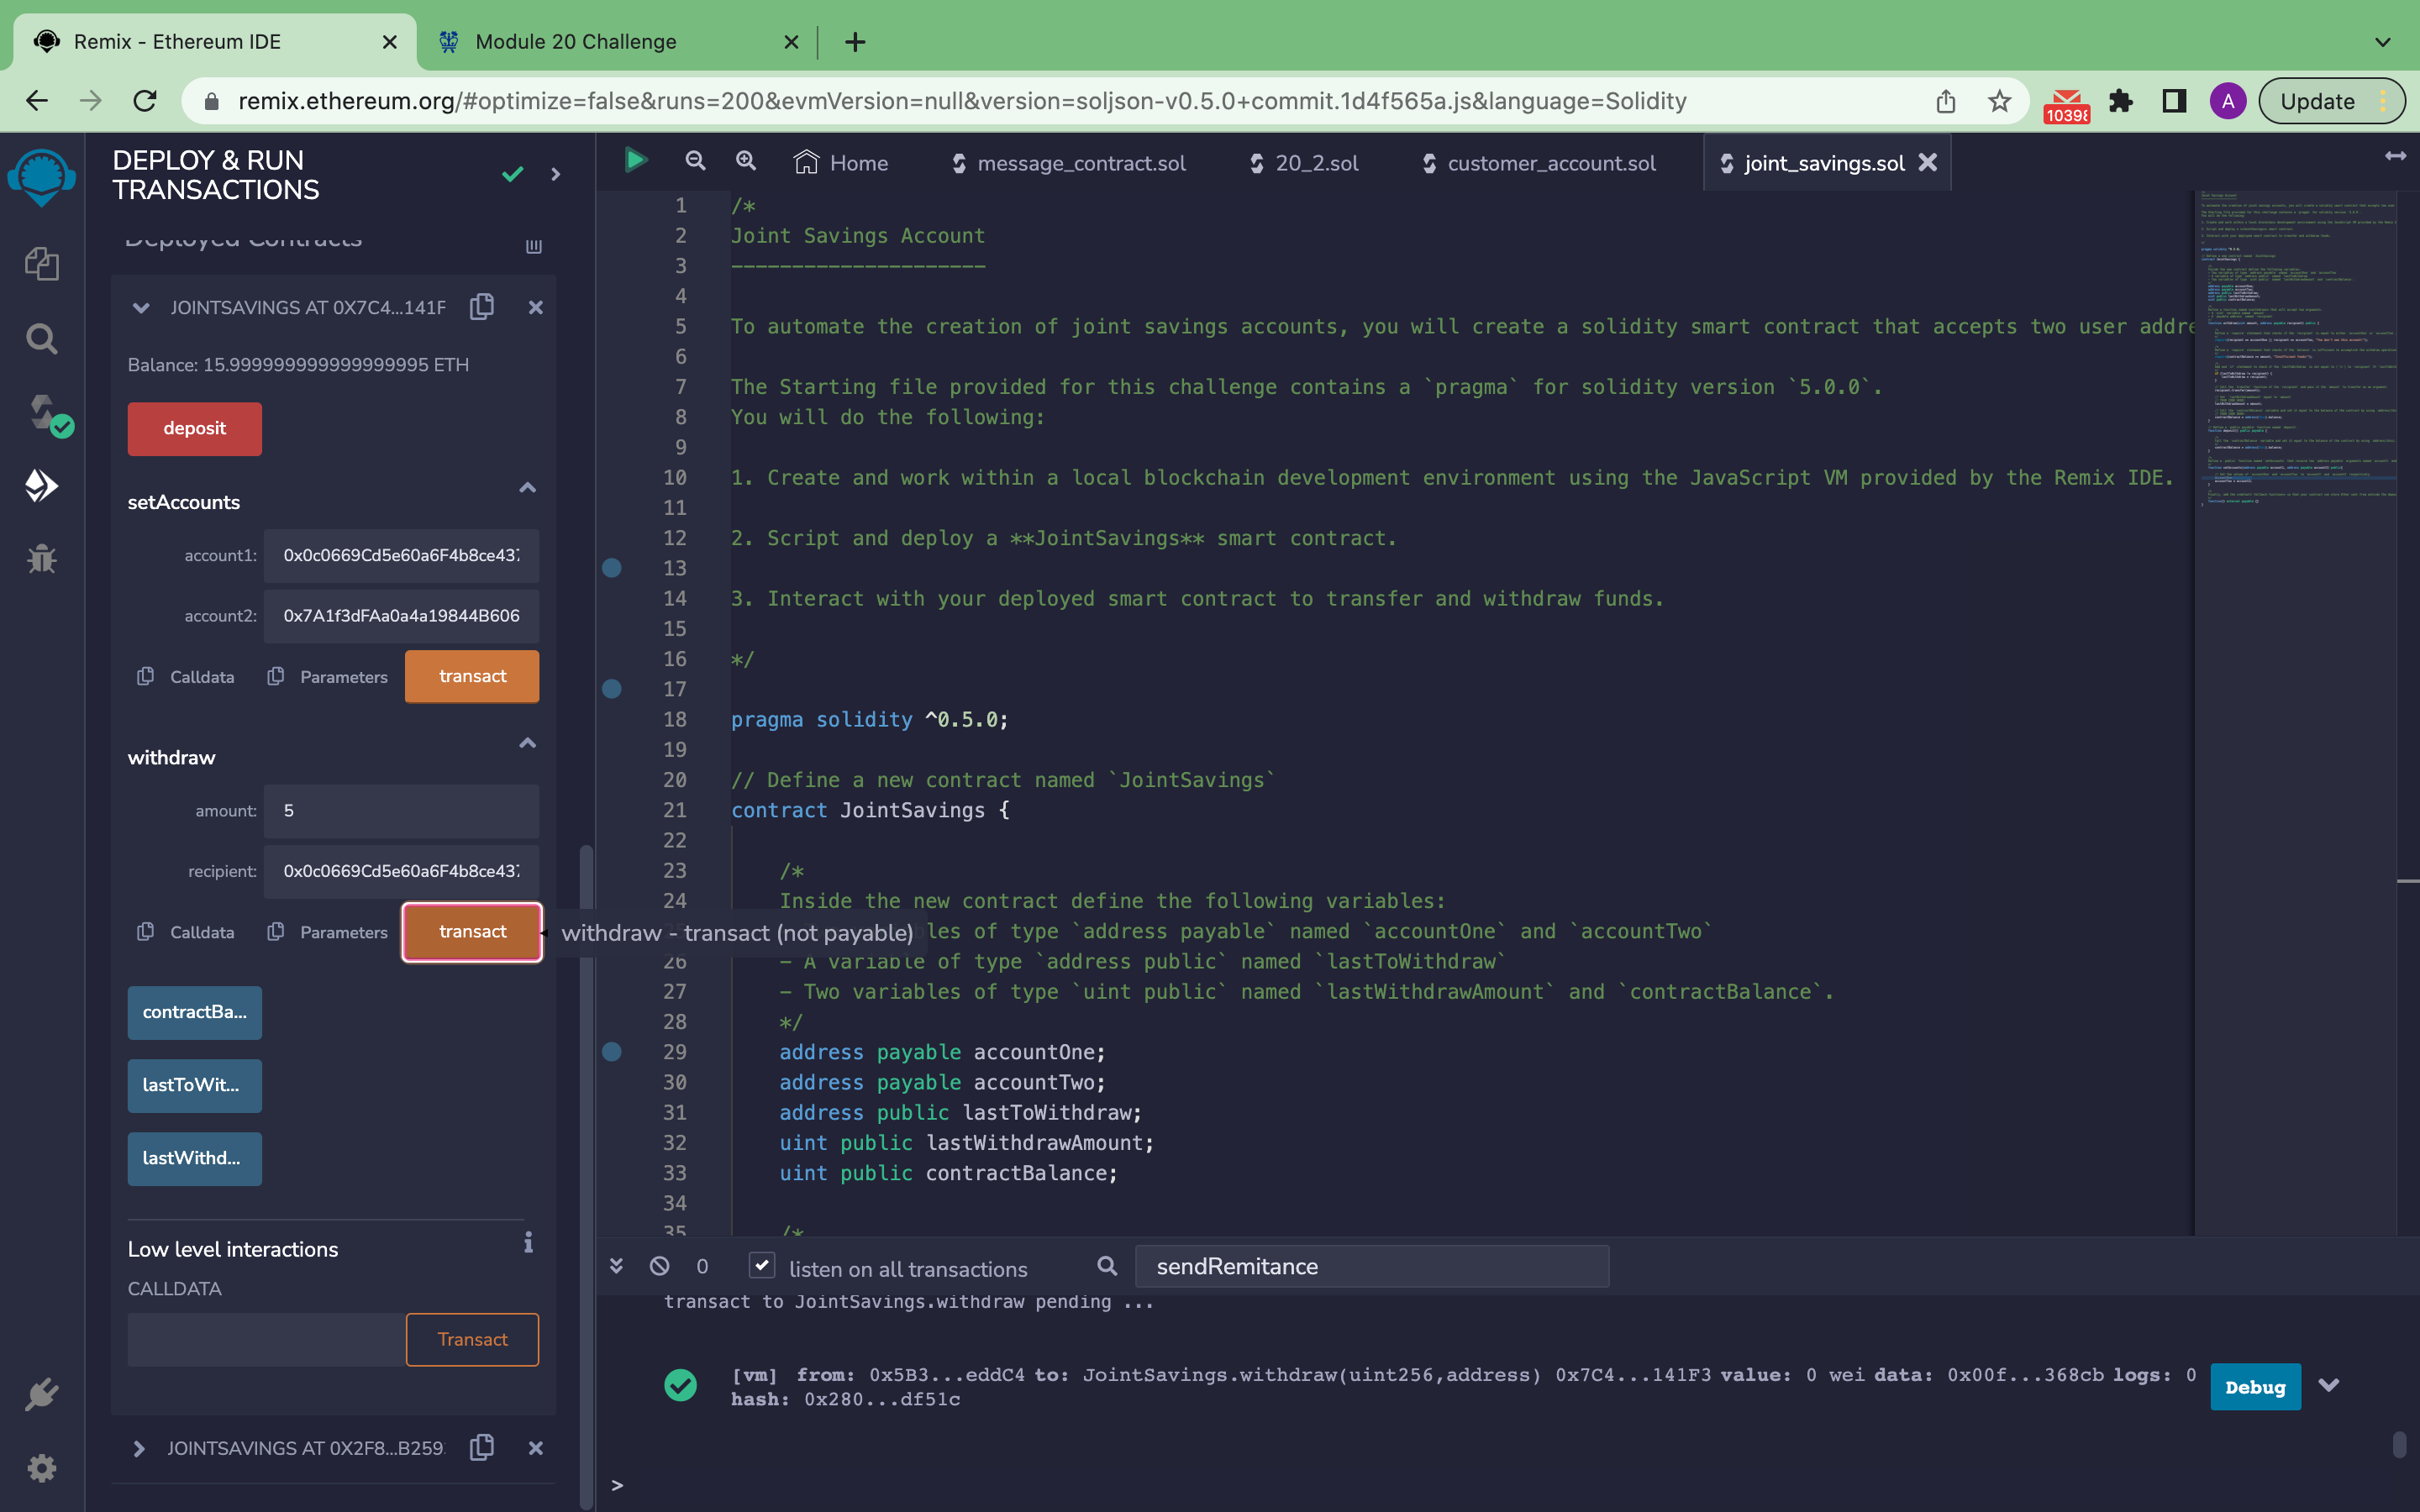 Remix - Ethereum IDE
Module 20 Challenge
remix.ethereum.org/#optimize=false&runs=200&evmVersion=null&version=soljson-v0.5.0+commit.1d4f565a.js&language=Solidity
1039
A
Update
DEPLOY & RUN
TRANSACTIONS
Deployed Contracts
JOINTSAVINGS AT 0X7C4...141F
Balance: 15.999999999999999995 ETH
deposit
setAccounts
account1: 0x0c0669Cd5e60a6F4b8ce437
account2: 0x7A1f3dFAa0a4a19844B606
Calldata Parameters transact
withdraw
amount: 5
recipient: 0x0c0669Cd5e60a6F4b8ce437
Calldata Parameters transact
withdraw - transact (not payable)
contractBa...
lastToWit...
lastWithd...
Low level interactions
CALLDATA
Transact
JOINTSAVINGS AT 0X2F8...B259
Home message_contract.sol 20_2.sol customer_account.sol joint_savings.sol
1 /*
2 Joint Savings Account
3 ---------------------
4
5 To automate the creation of joint savings accounts, you will create a solidity smart contract that accepts two user addre
6
7 The Starting file provided for this challenge contains a `pragma` for solidity version `5.0.0`.
8 You will do the following:
9
10 1. Create and work within a local blockchain development environment using the JavaScript VM provided by the Remix IDE.
11
12 2. Script and deploy a **JointSavings** smart contract.
13
14 3. Interact with your deployed smart contract to transfer and withdraw funds.
15
16 */
17
18 pragma solidity ^0.5.0;
19
20 // Define a new contract named `JointSavings`
21 contract JointSavings {
22
23 /*
24 Inside the new contract define the following variables:
les of type `address payable` named `accountOne` and `accountTwo`
26 - A variable of type `address public` named `lastToWithdraw`
27 - Two variables of type `uint public` named `lastWithdrawAmount` and `contractBalance`.
28 */
29 address payable accountOne;
30 address payable accountTwo;
31 address public lastToWithdraw;
32 uint public lastWithdrawAmount;
33 uint public contractBalance;
34
35 /*
0 listen on all transactions sendRemitance
transact to JointSavings.withdraw pending ...
[vm] from: 0x5B3...eddC4 to: JointSavings.withdraw(uint256,address) 0x7C4...141F3 value: 0 wei data: 0x00f...368cb logs: 0
hash: 0x280...df51c
Debug
>